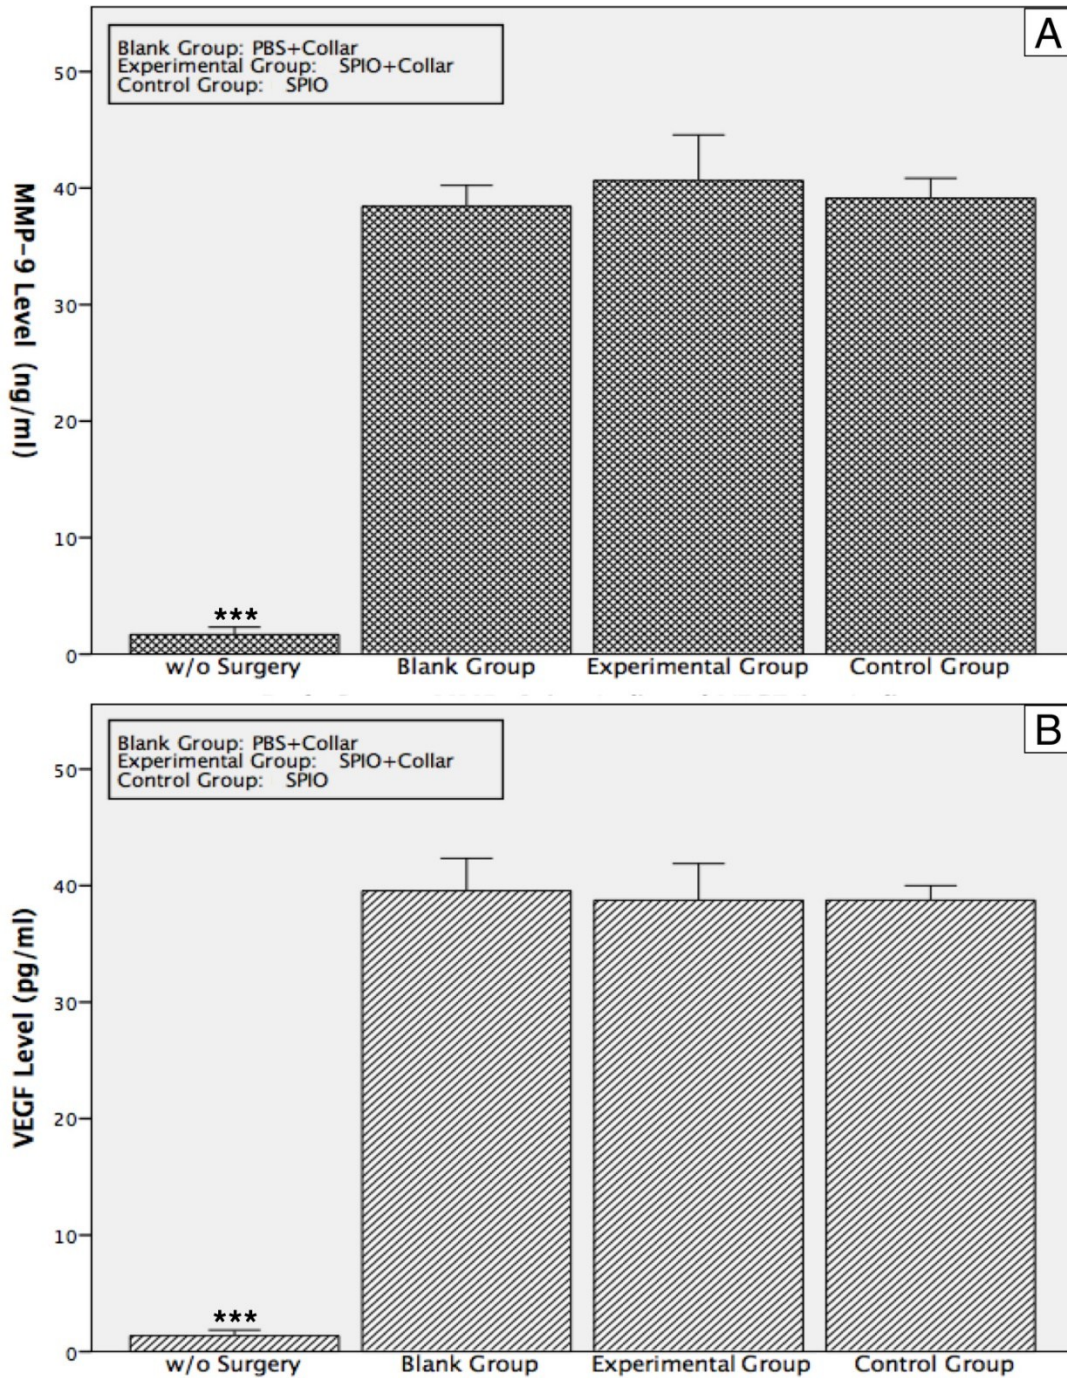 A
Blank Group: PBS+Collar
Experimental Group: SPIO+Collar
Control Group: SPIO
50
40
30
20
10
0
MMP-9 Level (ng/ml)
***
w/o Surgery Blank Group Experimental Group Control Group
B
Blank Group: PBS+Collar
Experimental Group: SPIO+Collar
Control Group: SPIO
50
40
30
20
10
0
VEGF Level (pg/ml)
***
w/o Surgery Blank Group Experimental Group Control Group